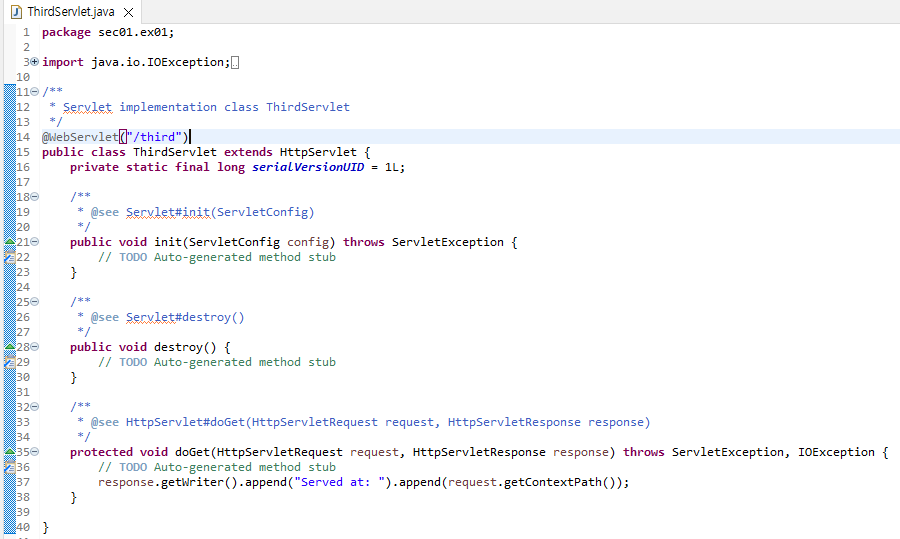 ThirdServlet.java
1 package sec01.ex01;
2
3 import java.io.IOException;
10
11 /**
12 * Servlet implementation class ThirdServlet
13 */
14 @WebServlet("/third")
15 public class ThirdServlet extends HttpServlet {
16 private static final long serialVersionUID = 1L;
17
18 /**
19 * @see Servlet#init(ServletConfig)
20 */
21 public void init(ServletConfig config) throws ServletException {
22 // TODO Auto-generated method stub
23 }
24
25 /**
26 * @see Servlet#destroy()
27 */
28 public void destroy() {
29 // TODO Auto-generated method stub
30 }
31
32 /**
33 * @see HttpServlet#doGet(HttpServletRequest request, HttpServletResponse response)
34 */
35 protected void doGet(HttpServletRequest request, HttpServletResponse response) throws ServletException, IOException {
36 // TODO Auto-generated method stub
37 response.getWriter().append("Served at: ").append(request.getContextPath());
38 }
39
40 }